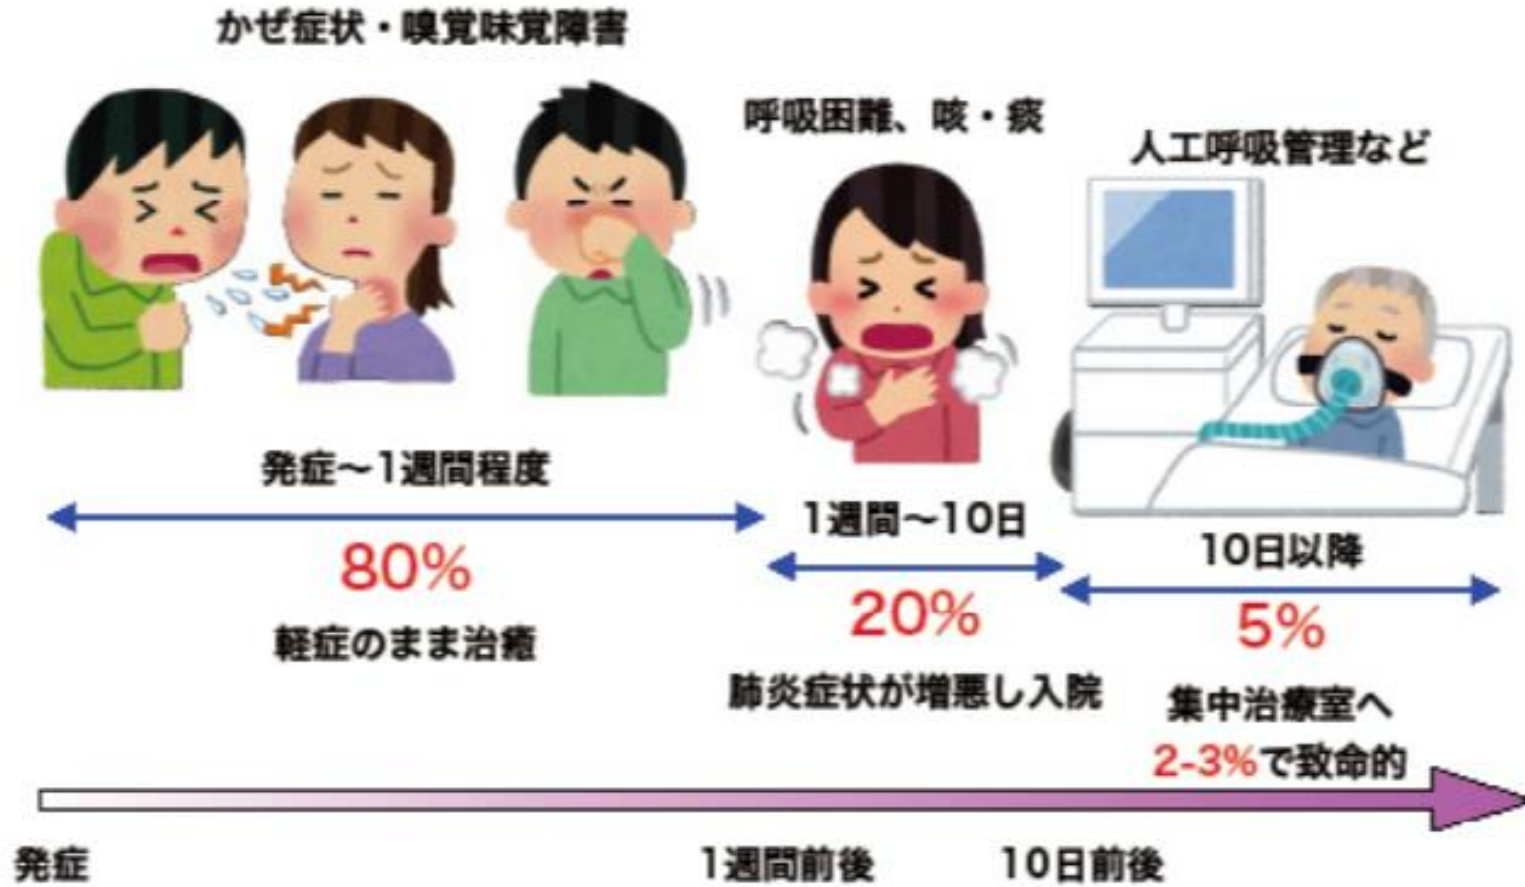 かぜ症状・嗅覚味覚障害
呼吸困難、咳・痰
人工呼吸管理など
発症～1週間程度
80%
軽症のまま治癒
1週間～10日
20%
肺炎症状が増悪し入院
10日以降
5%
集中治療室へ
2-3%で致命的
発症
1週間前後
10日前後